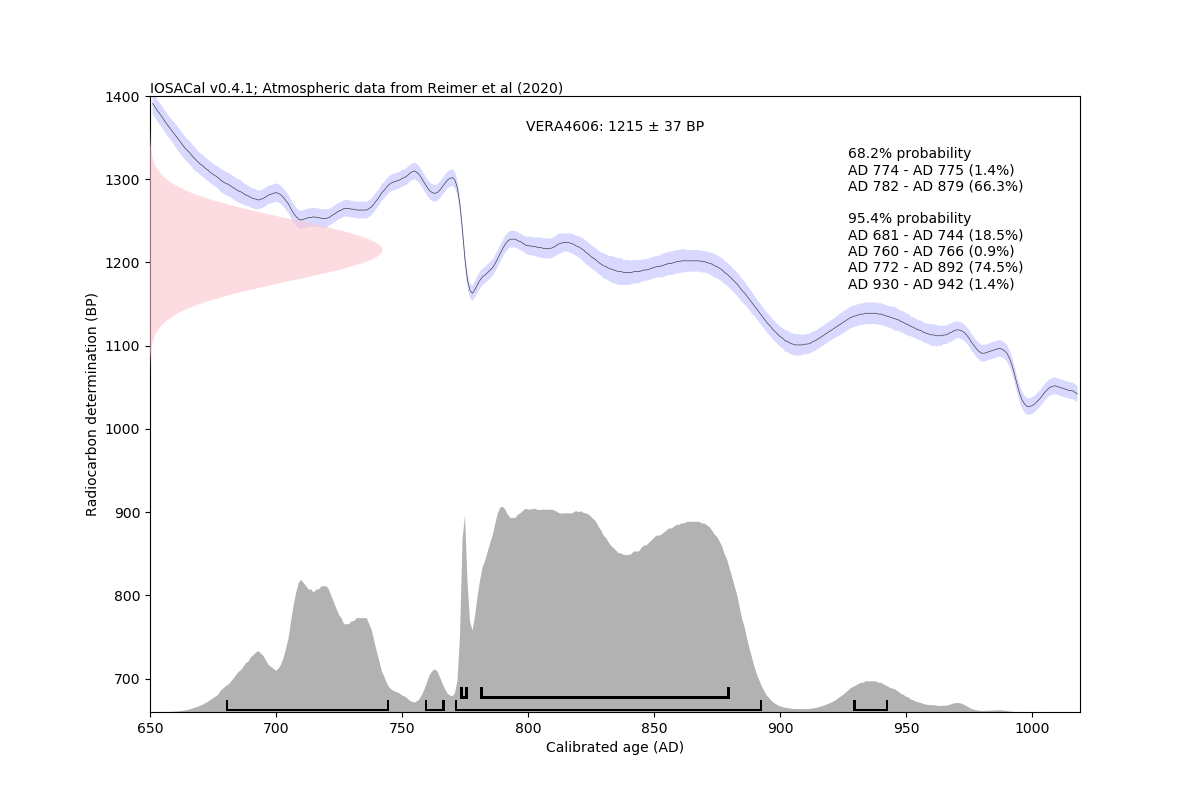 IOSACal v0.4.1; Atmospheric data from Reimer et al (2020)
VERA4606: 1215 ± 37 BP
68.2% probability
AD 774 - AD 775 (1.4%)
AD 782 - AD 879 (66.3%)
95.4% probability
AD 681 - AD 744 (18.5%)
AD 760 - AD 766 (0.9%)
AD 772 - AD 892 (74.5%)
AD 930 - AD 942 (1.4%)
Radiocarbon determination (BP)
1400
1300
1200
1100
1000
900
800
700
650 700 750 800 850 900 950 1000
Calibrated age (AD)